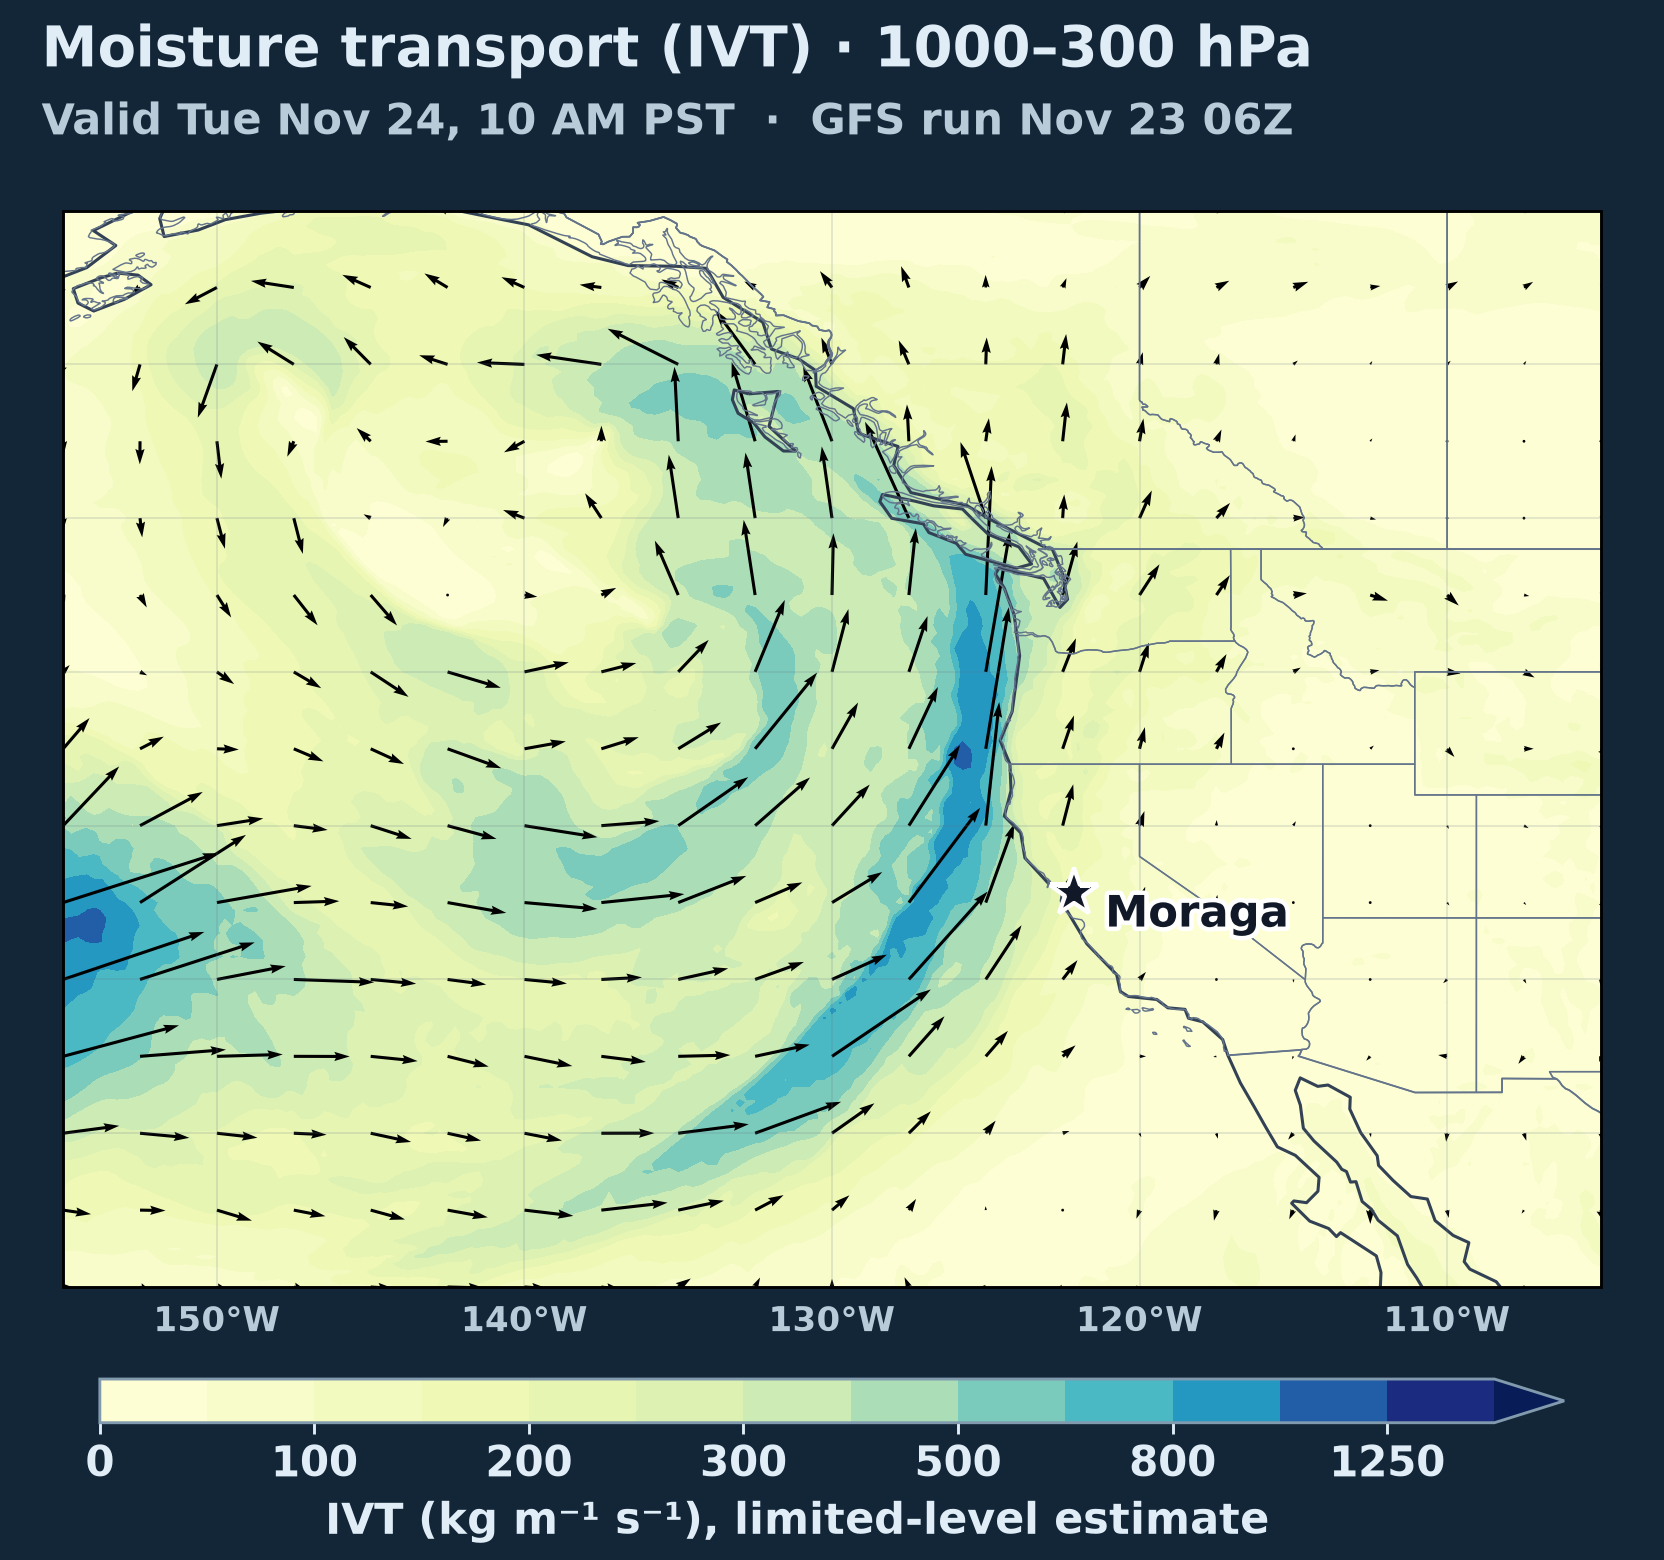 Moisture transport (IVT) · 1000–300 hPa
Valid Tue Nov 24, 10 AM PST · GFS run Nov 23 06Z
Moraga
150°W 140°W 130°W 120°W 110°W
0 100 200 300 500 800 1250
IVT (kg m⁻¹ s⁻¹), limited-level estimate